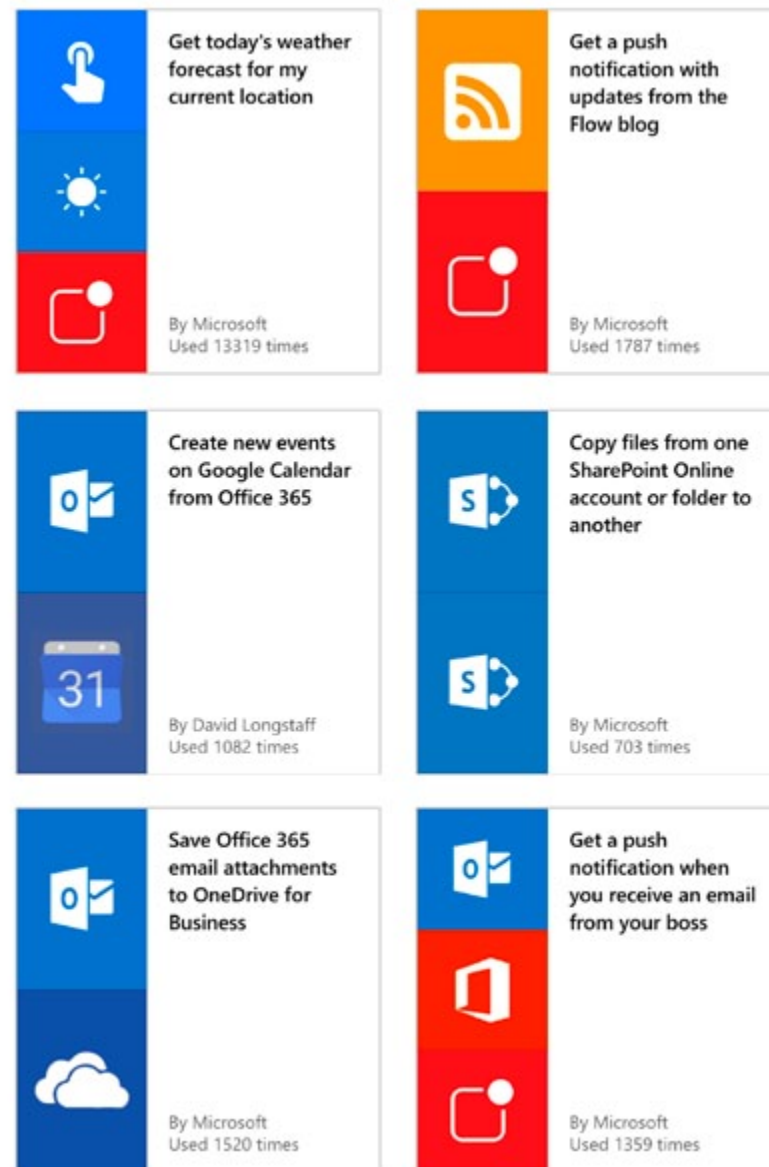 Get today's weather
forecast for my
current location
By Microsoft
Used 13319 times
Get a push
notification with
updates from the
Flow blog
By Microsoft
Used 1787 times
O
31
Create new events
on Google Calendar
from Office 365
By David Longstaff
Used 1082 times
S
S
Copy files from one
SharePoint Online
account or folder to
another
By Microsoft
Used 703 times
O
Save Office 365
email attachments
to OneDrive for
Business
By Microsoft
Used 1520 times
O
Get a push
notification when
you receive an email
from your boss
By Microsoft
Used 1359 times